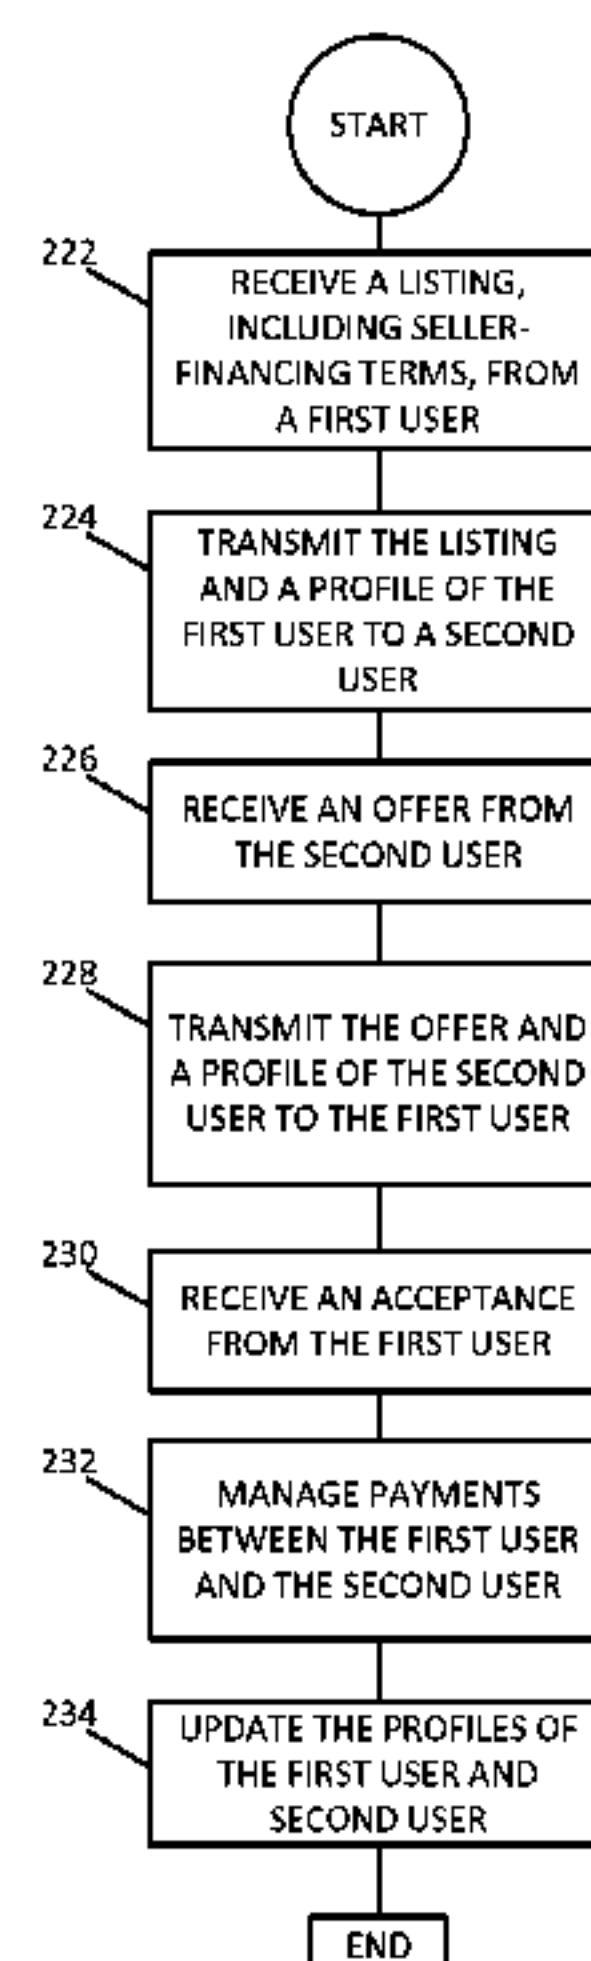 START
222
RECEIVE A LISTING,
INCLUDING SELLER-
FINANCING TERMS, FROM
A FIRST USER
224
TRANSMIT THE LISTING
AND A PROFILE OF THE
FIRST USER TO A SECOND
USER
226
RECEIVE AN OFFER FROM
THE SECOND USER
228
TRANSMIT THE OFFER AND
A PROFILE OF THE SECOND
USER TO THE FIRST USER
230
RECEIVE AN ACCEPTANCE
FROM THE FIRST USER
232
MANAGE PAYMENTS
BETWEEN THE FIRST USER
AND THE SECOND USER
234
UPDATE THE PROFILES OF
THE FIRST USER AND
SECOND USER
END